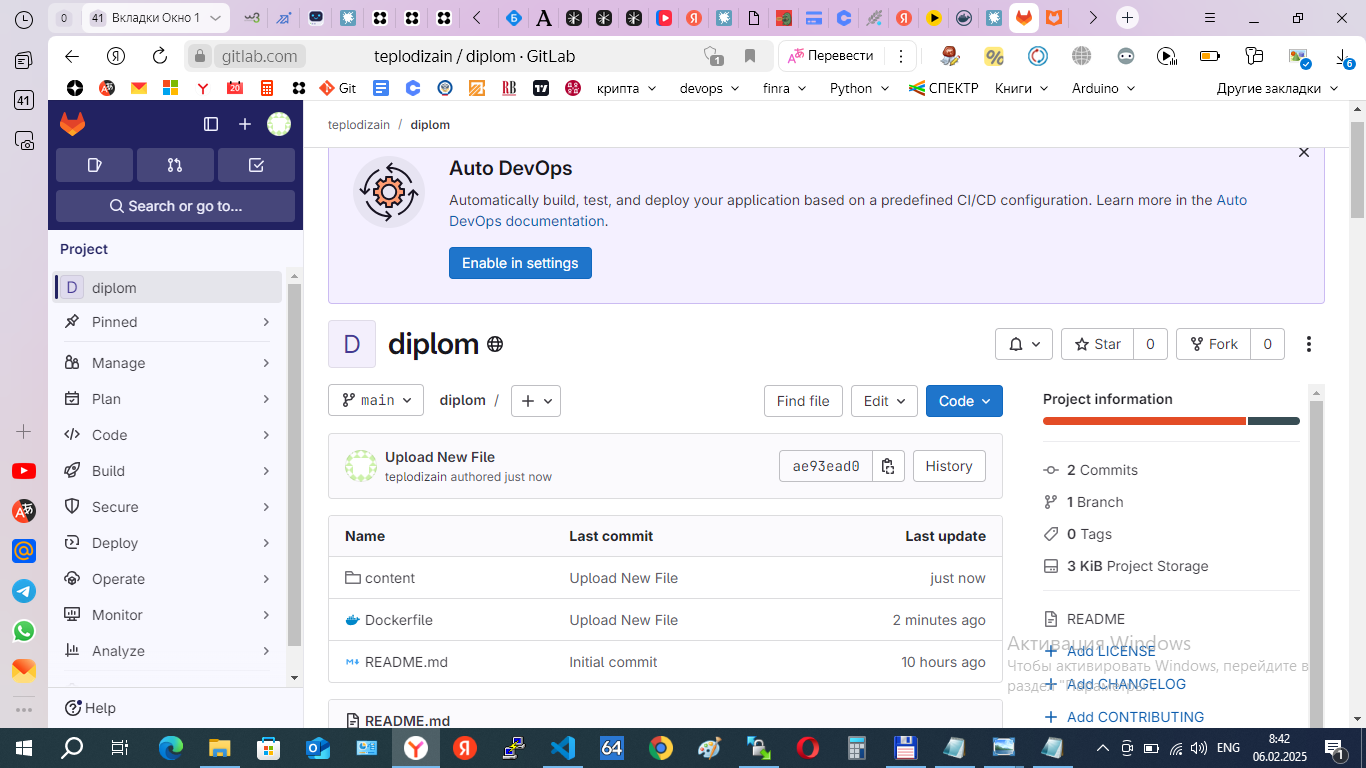 0
41 Вкладки Окно 1
gitlab.com
teplodizain / diplom · GitLab
1
Перевести
6
41
20
Git
крипта
devops
finra
Python
СПЕКТР
Книги
Arduino
Другие закладки
teplodizain / diplom
Search or go to...
Project
D diplom
Pinned
Manage
Plan
Code
Build
Secure
Deploy
Operate
Monitor
Analyze
Help
Auto DevOps
Automatically build, test, and deploy your application based on a predefined CI/CD configuration. Learn more in the Auto
DevOps documentation.
Enable in settings
D diplom
Star 0
Fork 0
main
diplom /
Find file
Edit
Code
Upload New File
teplodizain authored just now
ae93ead0
History
Name Last commit Last update
content Upload New File just now
Dockerfile Upload New File 2 minutes ago
README.md Initial commit 10 hours ago
README.md
Project information
2 Commits
1 Branch
0 Tags
3 KiB Project Storage
README
Add LICENSE
Add CHANGELOG
Add CONTRIBUTING
Активация Windows
Чтобы активировать Windows, перейдите в
раздел "Параметры".
64
ENG
8:42
06.02.2025
1